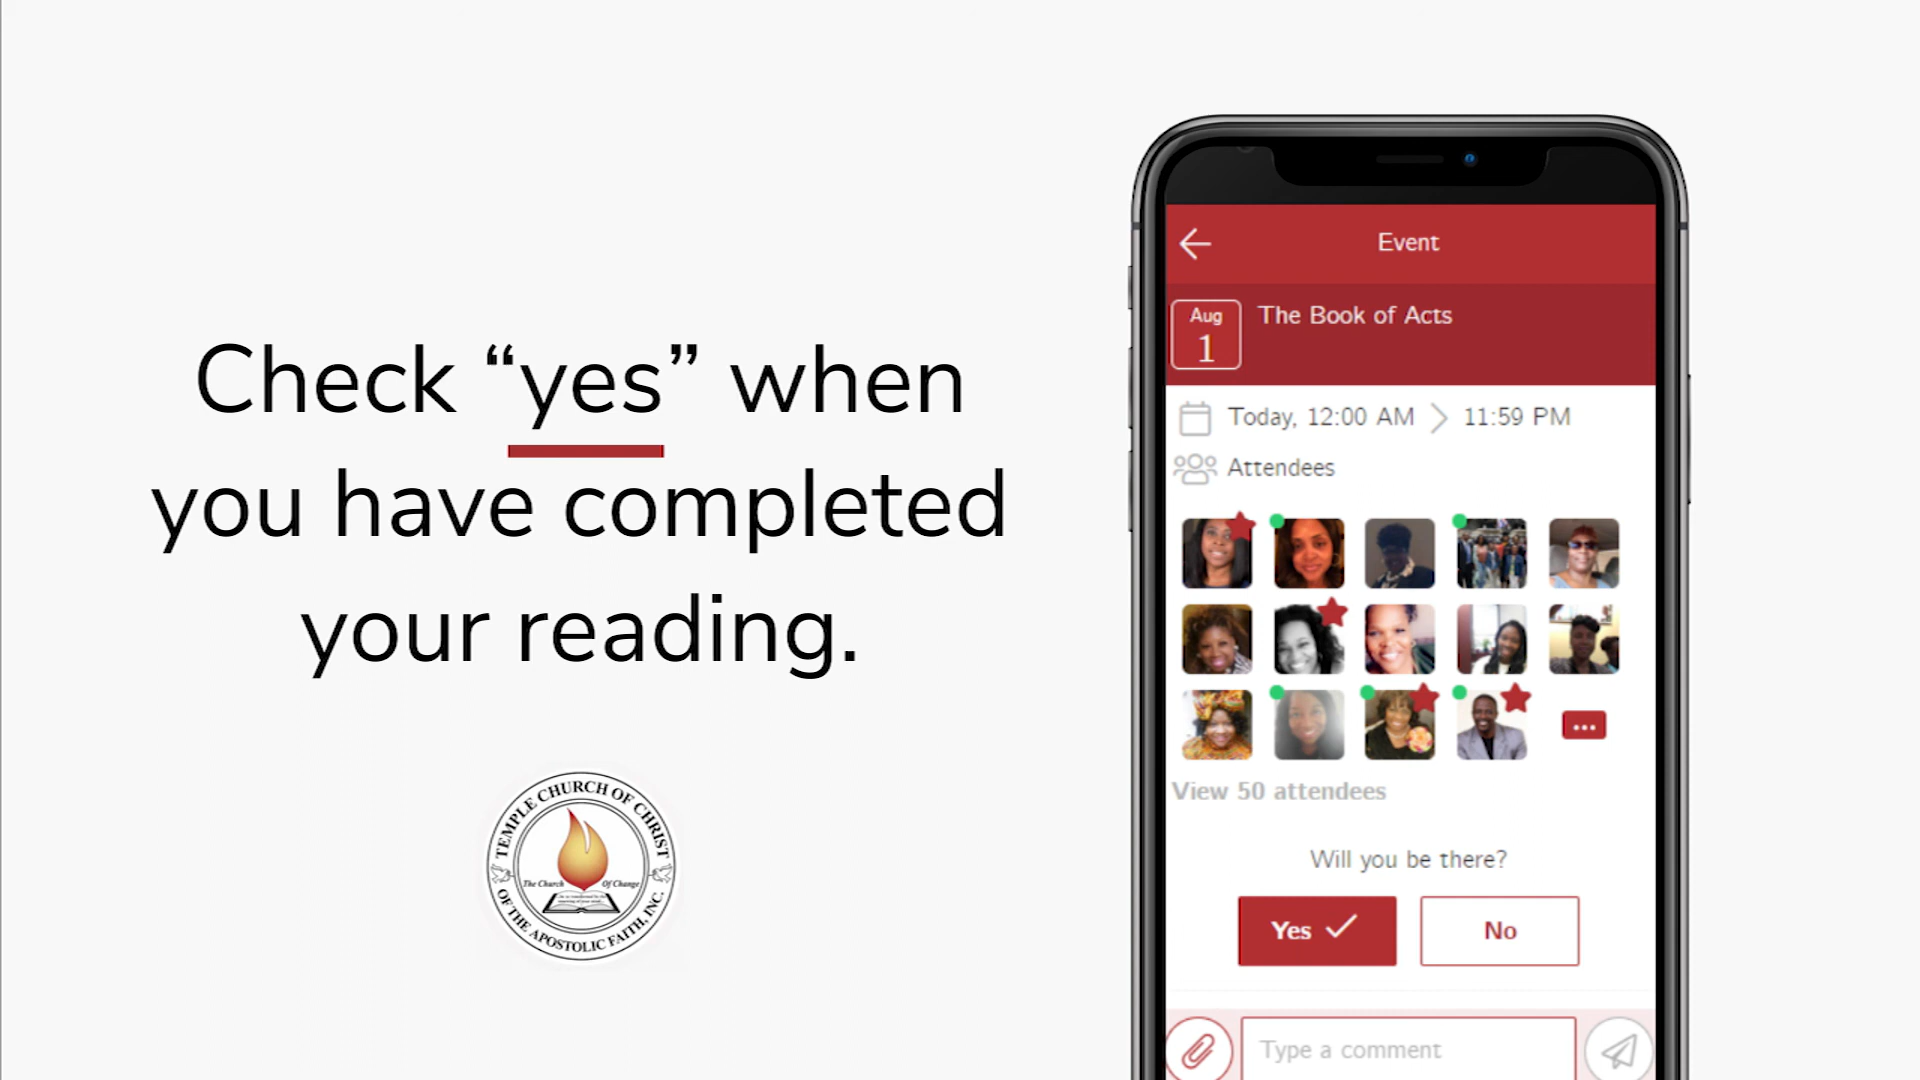 Check “yes” when
you have completed
your reading.
TEMPLE CHURCH OF CHRIST
The Church Of Change
OF THE APOSTOLIC FAITH, INC.
Event
Aug
1
The Book of Acts
Today, 12:00 AM 11:59 PM
Attendees
...
View 50 attendees
Will you be there?
Yes
No
Type a comment